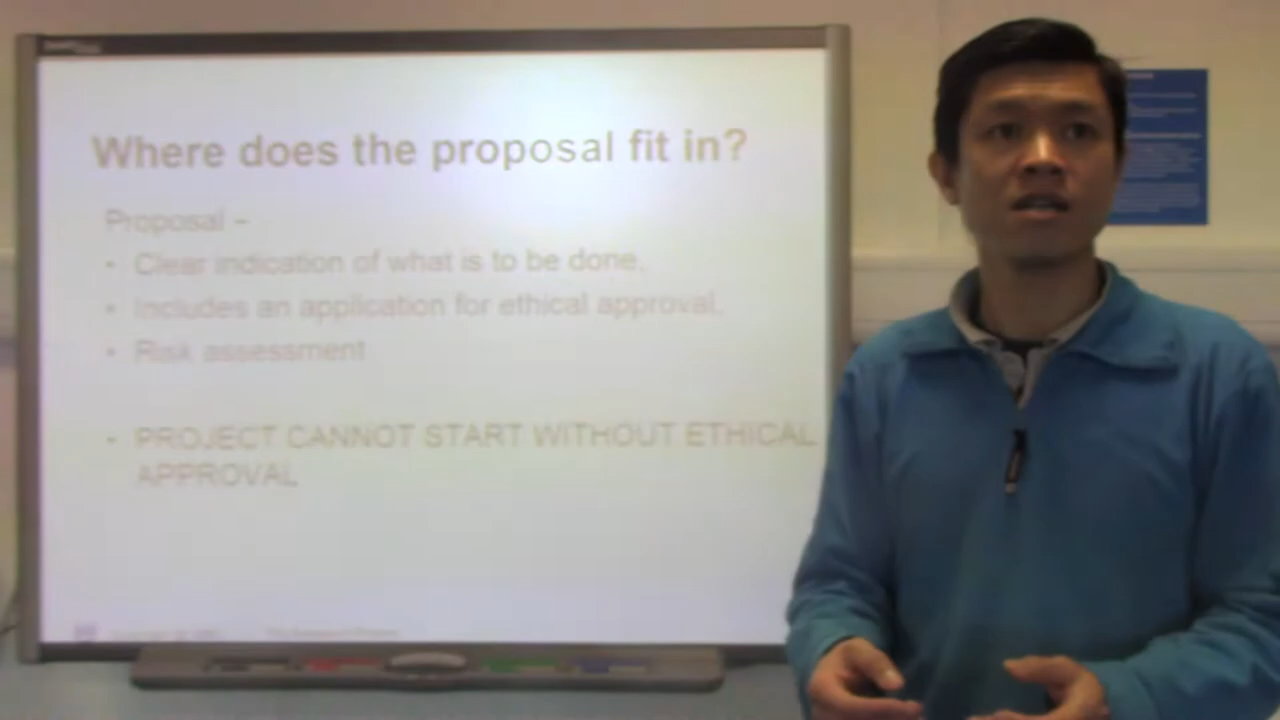 Where does the proposal fit in?
Proposal –
• Clear indication of what is to be done.
• Includes an application for ethical approval.
• Risk assessment
• PROJECT CANNOT START WITHOUT ETHICAL
APPROVAL